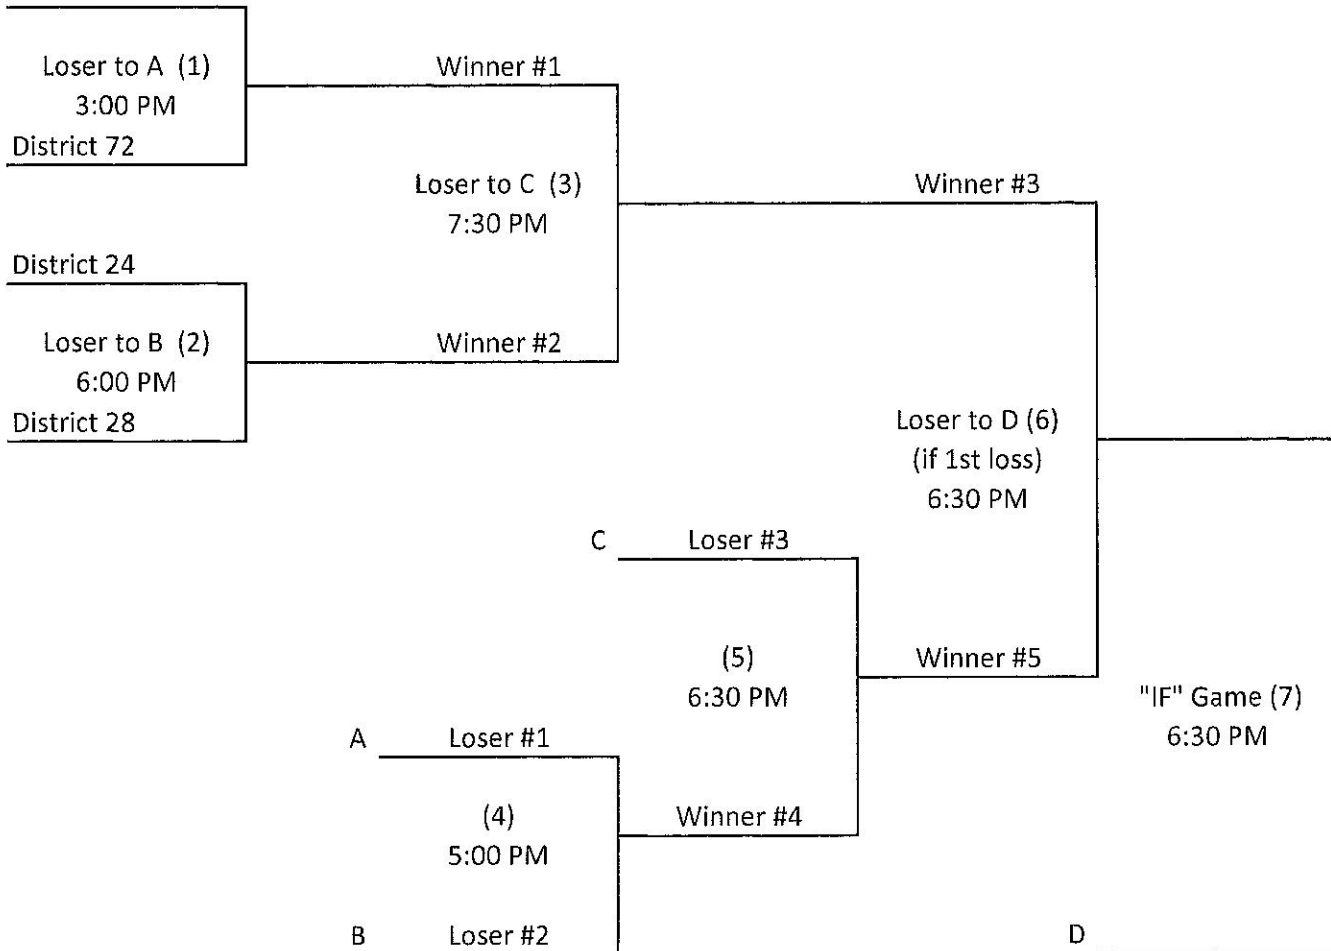 Loser to A (1)
3:00 PM
District 72
Winner #1
Loser to C (3)
7:30 PM
Winner #3
District 24
Loser to B (2)
6:00 PM
District 28
Winner #2
Loser to D (6)
(if 1st loss)
6:30 PM
C Loser #3
(5)
6:30 PM
Winner #5
"IF" Game (7)
6:30 PM
A Loser #1
(4)
5:00 PM
Winner #4
B Loser #2
D